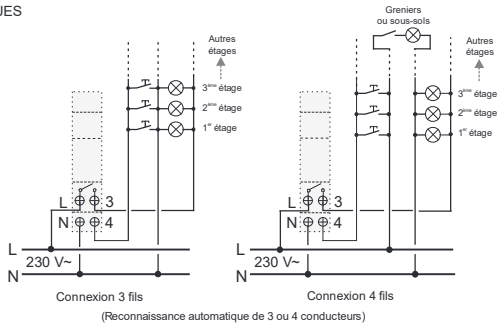 UES
Greniers
ou sous-sols
Autres
étages
3ème étage
2ème étage
1er étage
L 3
N 4
L
230 V~
N
Connexion 3 fils
Autres
étages
3ème étage
2ème étage
1er étage
L 3
N 4
L
230 V~
N
Connexion 4 fils
(Reconnaissance automatique de 3 ou 4 conducteurs)